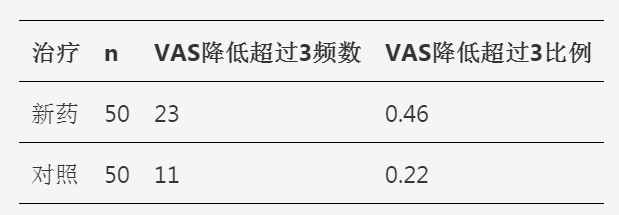 治疗 n VAS降低超过3频数 VAS降低超过3比例
新药 50 23 0.46
对照 50 11 0.22